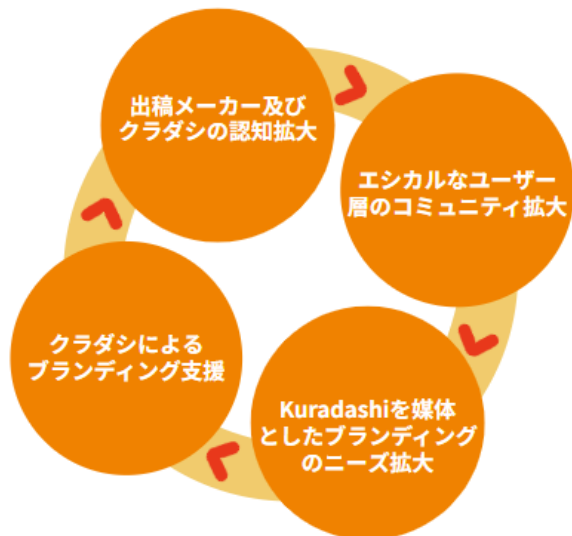 出稿メーカー及び
クラダシの認知拡大
エシカルなユーザー
層のコミュニティ拡大
Kuradashiを媒体
としたブランディング
のニーズ拡大
クラダシによる
ブランディング支援